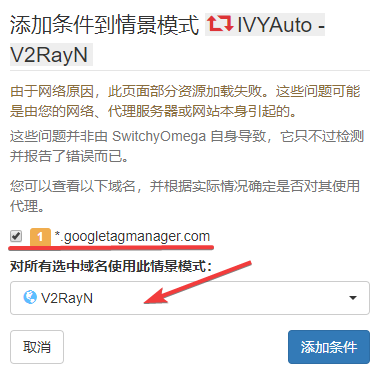 添加条件到情景模式 IVYAuto -
V2RayN
由于网络原因，此页面部分资源加载失败。这些问题可能
是由您的网络、代理服务器或网站本身引起的。
这些问题并非由 SwitchyOmega 自身导致，它只不过检测
并报告了错误而已。
您可以查看以下域名，并根据实际情况确定是否对其使用
代理。
1 *.googletagmanager.com
对所有选中域名使用此情景模式：
V2RayN
取消 添加条件